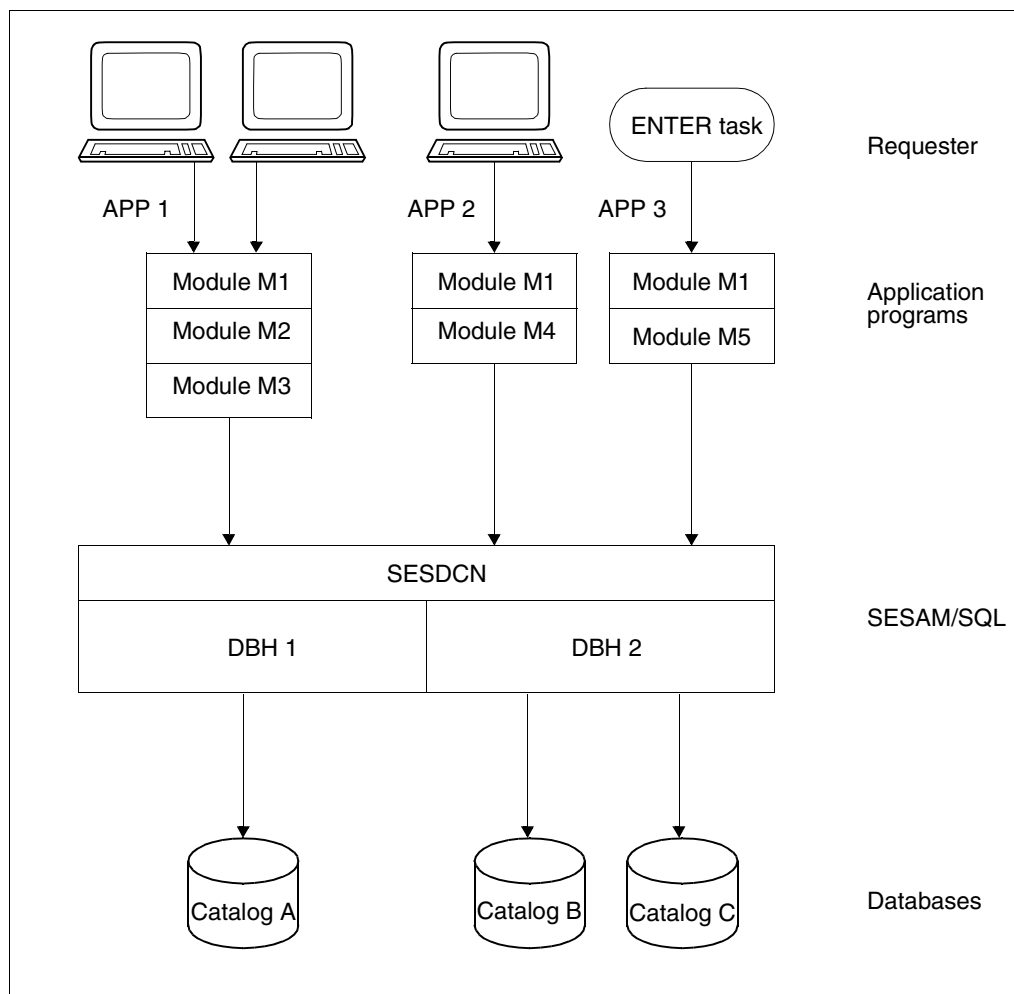 ENTER task
Requester
APP 1
APP 2
APP 3
Module M1
Module M1
Module M1
Application
programs
Module M2
Module M4
Module M5
Module M3
SESDCN
DBH 1
DBH 2
SESAM/SQL
Catalog A
Catalog B
Catalog C
Databases